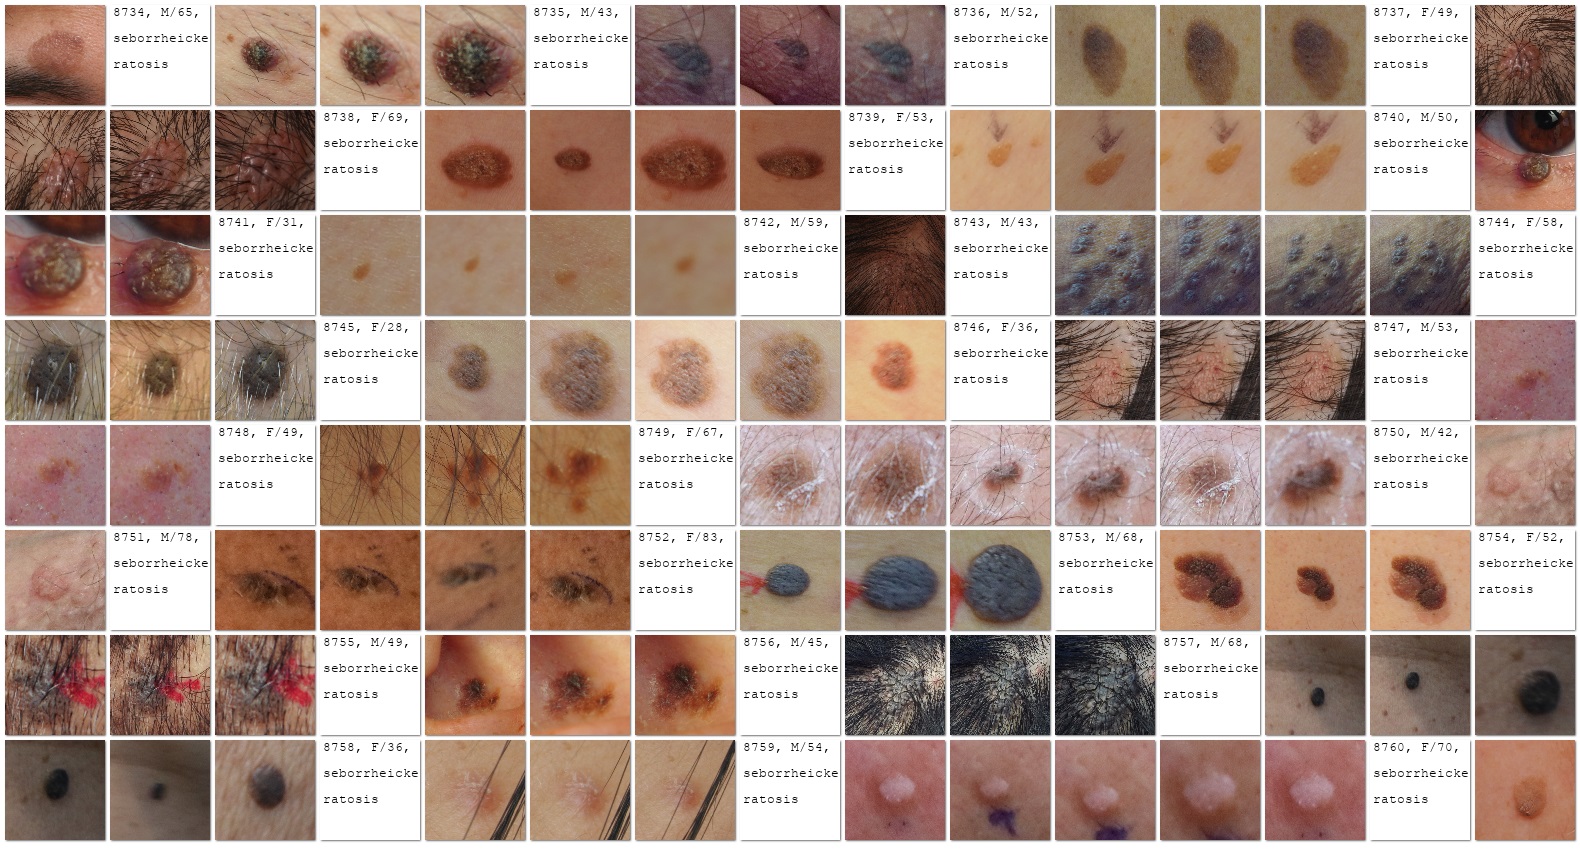 8734, M/65,
seborrheicke
ratosis
8735, M/43,
seborrheicke
ratosis
8736, M/52,
seborrheicke
ratosis
8737, F/49,
seborrheicke
ratosis
8738, F/69,
seborrheicke
ratosis
8739, F/53,
seborrheicke
ratosis
8740, M/50,
seborrheicke
ratosis
8741, F/31,
seborrheicke
ratosis
8742, M/59,
seborrheicke
ratosis
8743, M/43,
seborrheicke
ratosis
8744, F/58,
seborrheicke
ratosis
8745, F/28,
seborrheicke
ratosis
8746, F/36,
seborrheicke
ratosis
8747, M/53,
seborrheicke
ratosis
8748, F/49,
seborrheicke
ratosis
8749, F/67,
seborrheicke
ratosis
8750, M/42,
seborrheicke
ratosis
8751, M/78,
seborrheicke
ratosis
8752, F/83,
seborrheicke
ratosis
8753, M/68,
seborrheicke
ratosis
8754, F/52,
seborrheicke
ratosis
8755, M/49,
seborrheicke
ratosis
8756, M/45,
seborrheicke
ratosis
8757, M/68,
seborrheicke
ratosis
8758, F/36,
seborrheicke
ratosis
8759, M/54,
seborrheicke
ratosis
8760, F/70,
seborrheicke
ratosis